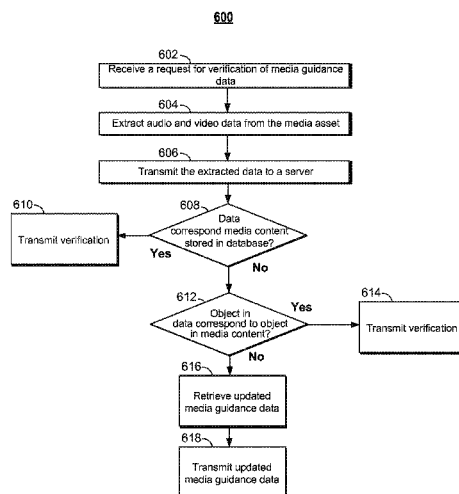 600
602
Receive a request for verification of media guidance
data
604
Extract audio and video data from the media asset
606
Transmit the extracted data to a server
608
Data
correspond media content
stored in database?
610
Transmit verification
Yes
No
612
Object in
data correspond to object
in media content?
Yes
614
Transmit verification
No
616
Retrieve updated
media guidance data
618
Transmit updated
media guidance data